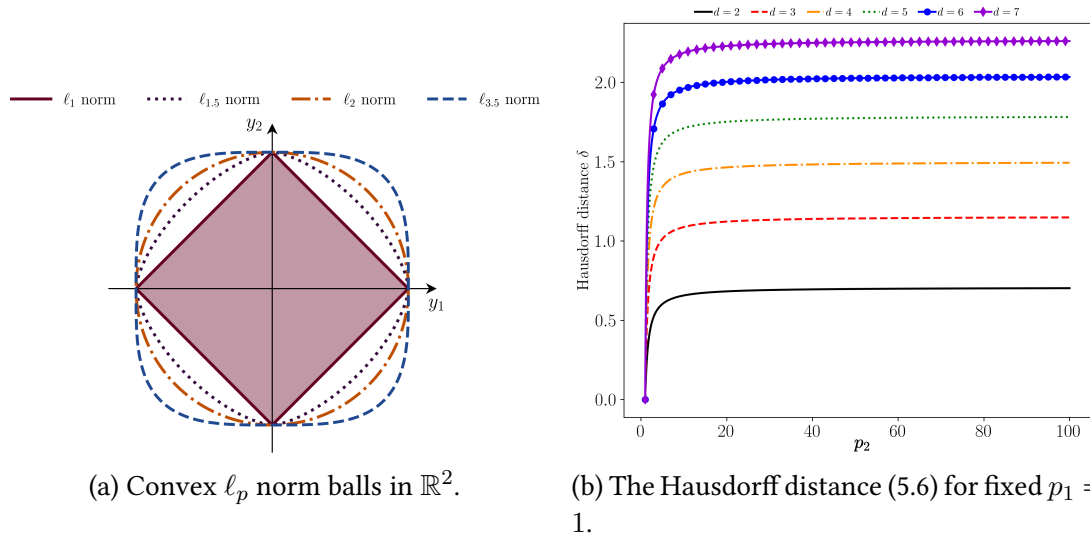 d = 2 d = 3 d = 4 d = 5 d = 6 d = 7
ℓ₁ norm ℓ₁.₅ norm ℓ₂ norm ℓ₃.₅ norm
y₂
y₁
Hausdorff distance δ
2.0
1.5
1.0
0.5
0.0
0 20 40 60 80 100
p₂
(a) Convex ℓₚ norm balls in ℝ².
(b) The Hausdorff distance (5.6) for fixed p₁ =
1.